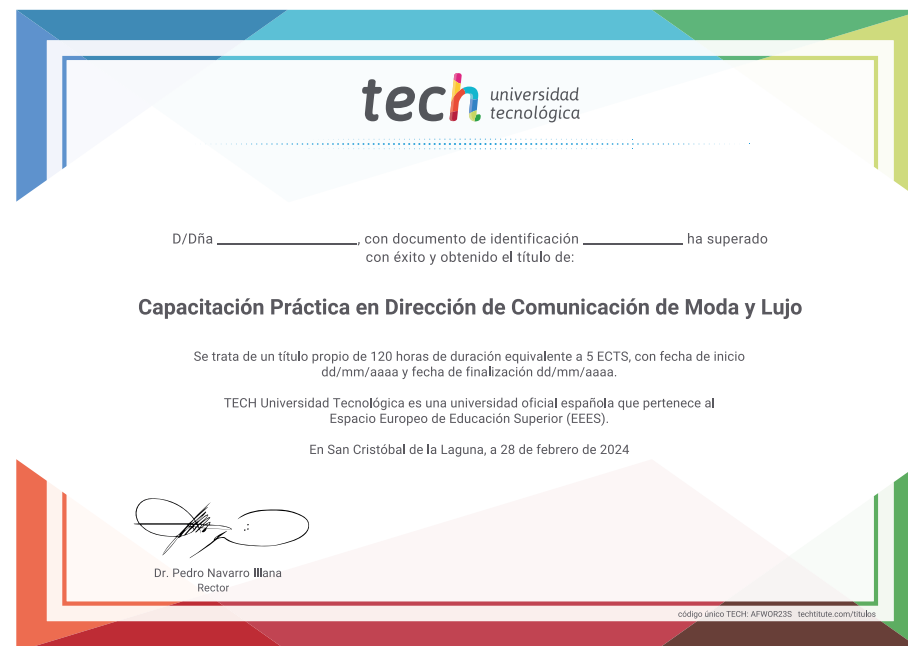 tech universidad
tecnológica
D/Dña ________________, con documento de identificación ____________ ha superado
con éxito y obtenido el título de:
Capacitación Práctica en Dirección de Comunicación de Moda y Lujo
Se trata de un título propio de 120 horas de duración equivalente a 5 ECTS, con fecha de inicio
dd/mm/aaaa y fecha de finalización dd/mm/aaaa.
TECH Universidad Tecnológica es una universidad oficial española que pertenece al
Espacio Europeo de Educación Superior (EEES).
En San Cristóbal de la Laguna, a 28 de febrero de 2024
Dr. Pedro Navarro Illana
Rector
código único TECH: AFWOR23S techtitute.com/titulos